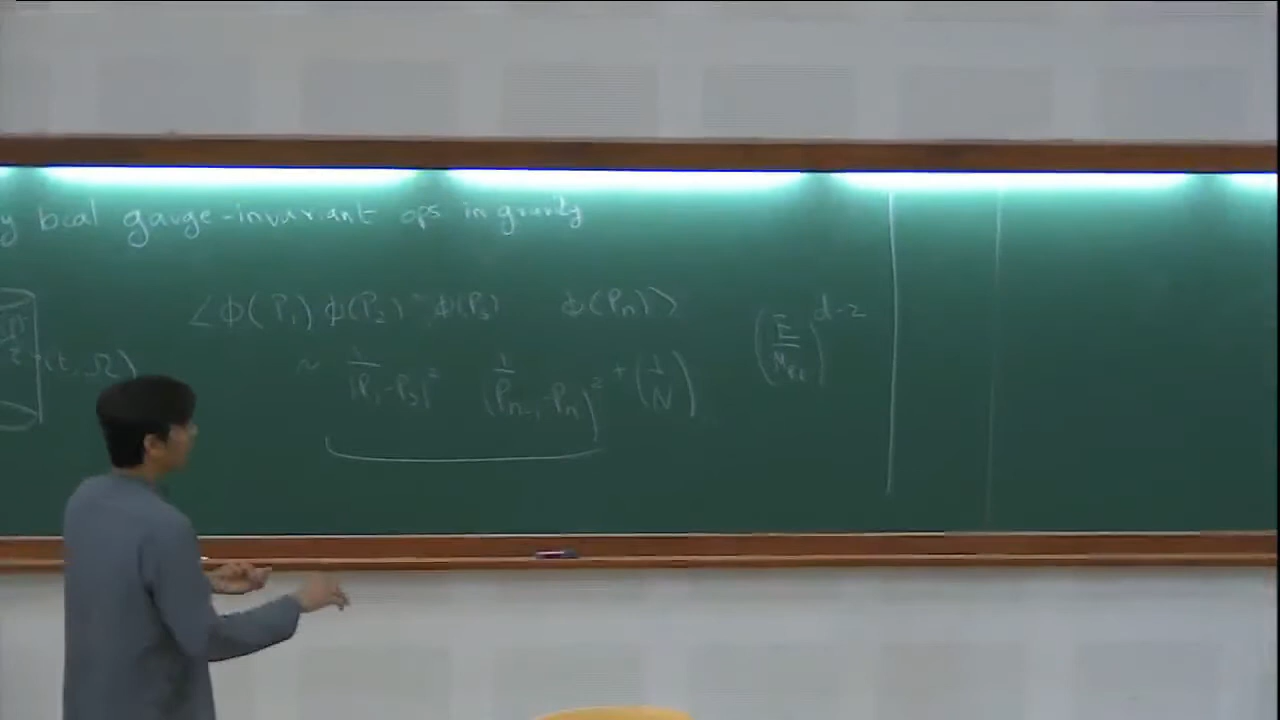 y local gauge-invariant ops in gravity
<φ(P₁) φ(P₂) φ(P₃) φ(Pₙ)>
(t, Ω)
~ 1/|P₁-P₂|² 1/(Pₙ₋₁-Pₙ)² + (1/N)
(E/M_Pl)^{d-2}